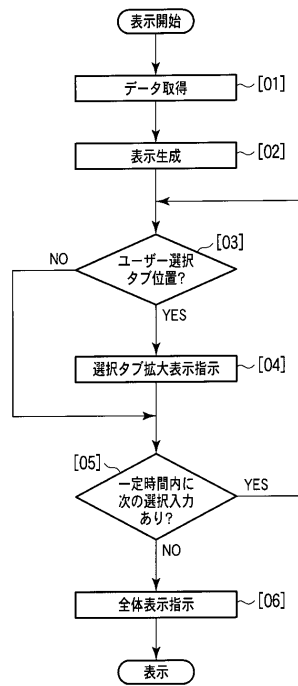 表示開始
データ取得
[01]
表示生成
[02]
[03]
ユーザー選択
タブ位置?
NO
YES
選択タブ拡大表示指示
[04]
[05]
一定時間内に
次の選択入力
あり?
YES
NO
全体表示指示
[06]
表示